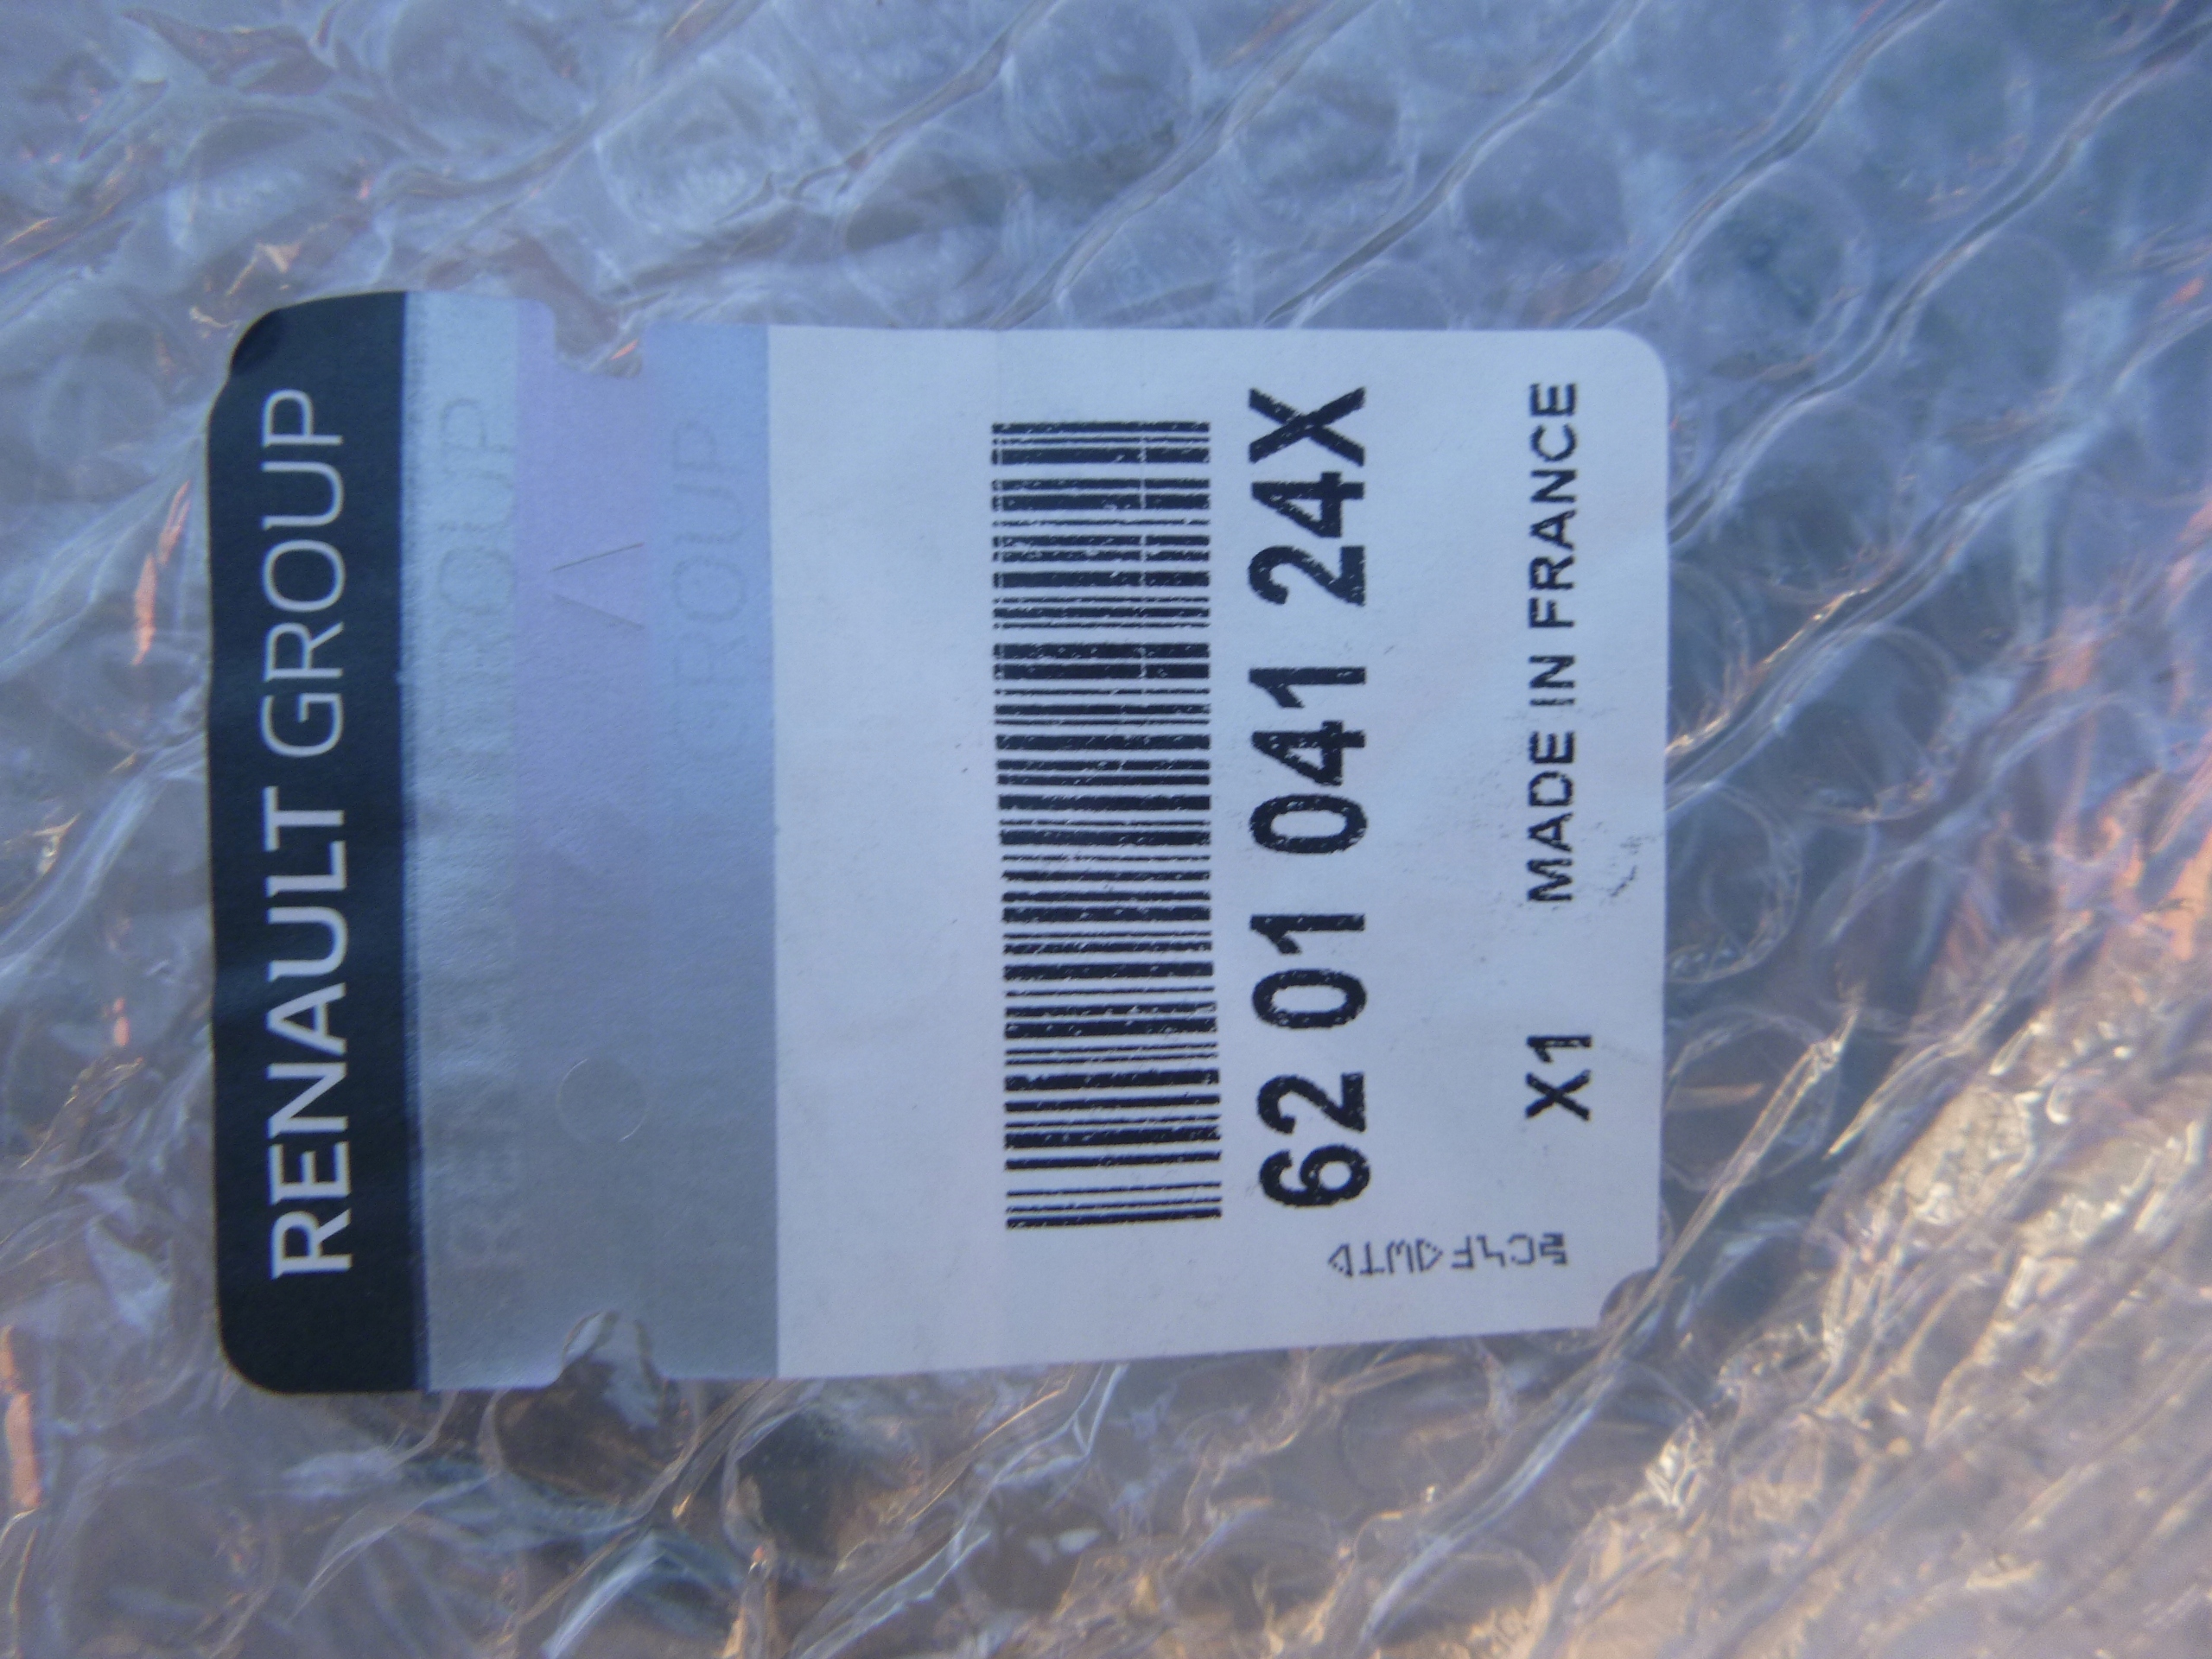 RENAULT GROUP
62 01 041 24X
X1 MADE IN FRANCE